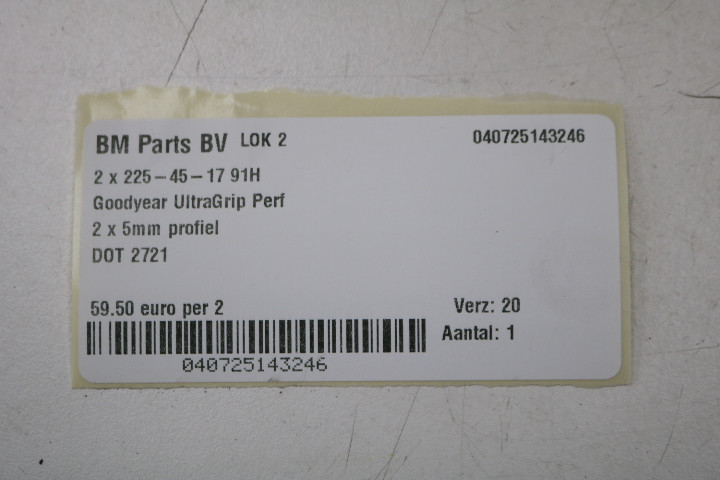 BM Parts BV LOK 2 040725143246
2 x 225-45-17 91H
Goodyear UltraGrip Perf
2 x 5mm profiel
DOT 2721
59.50 euro per 2 Verz: 20
Aantal: 1
040725143246